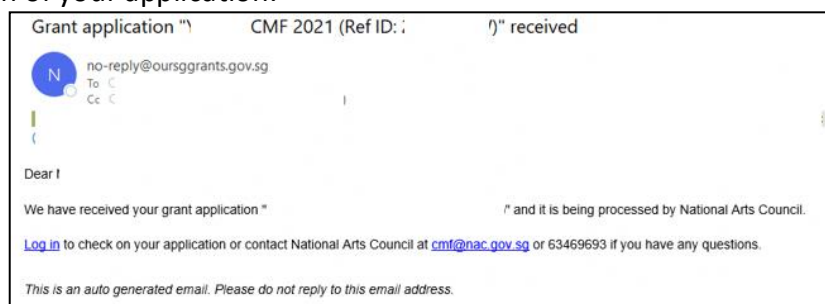 of your application.
Grant application "\ CMF 2021 (Ref ID: )" received
N
no-reply@oursggrants.gov.sg
To
Cc
Dear
We have received your grant application " " and it is being processed by National Arts Council.
Log in to check on your application or contact National Arts Council at cmf@nac.gov.sg or 63469693 if you have any questions.
This is an auto generated email. Please do not reply to this email address.